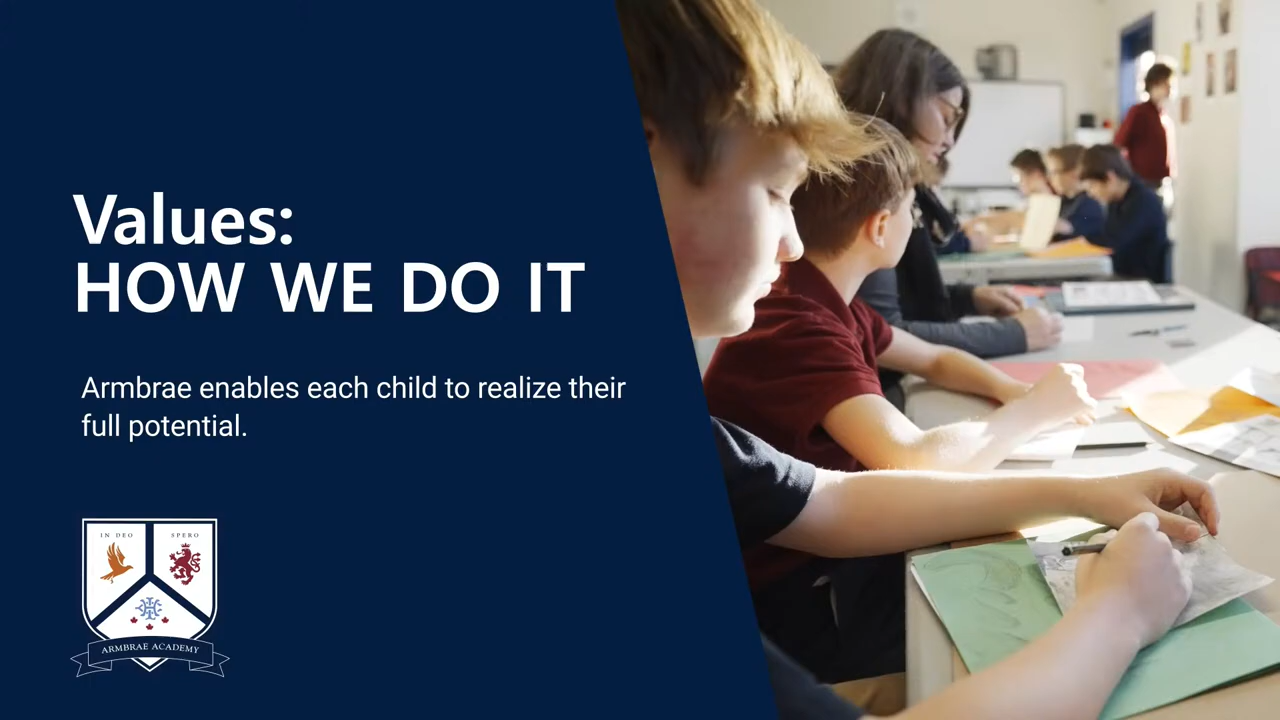 Values:
HOW WE DO IT
Armbrae enables each child to realize their
full potential.
IN DEO SPERO
ARMBRAE ACADEMY